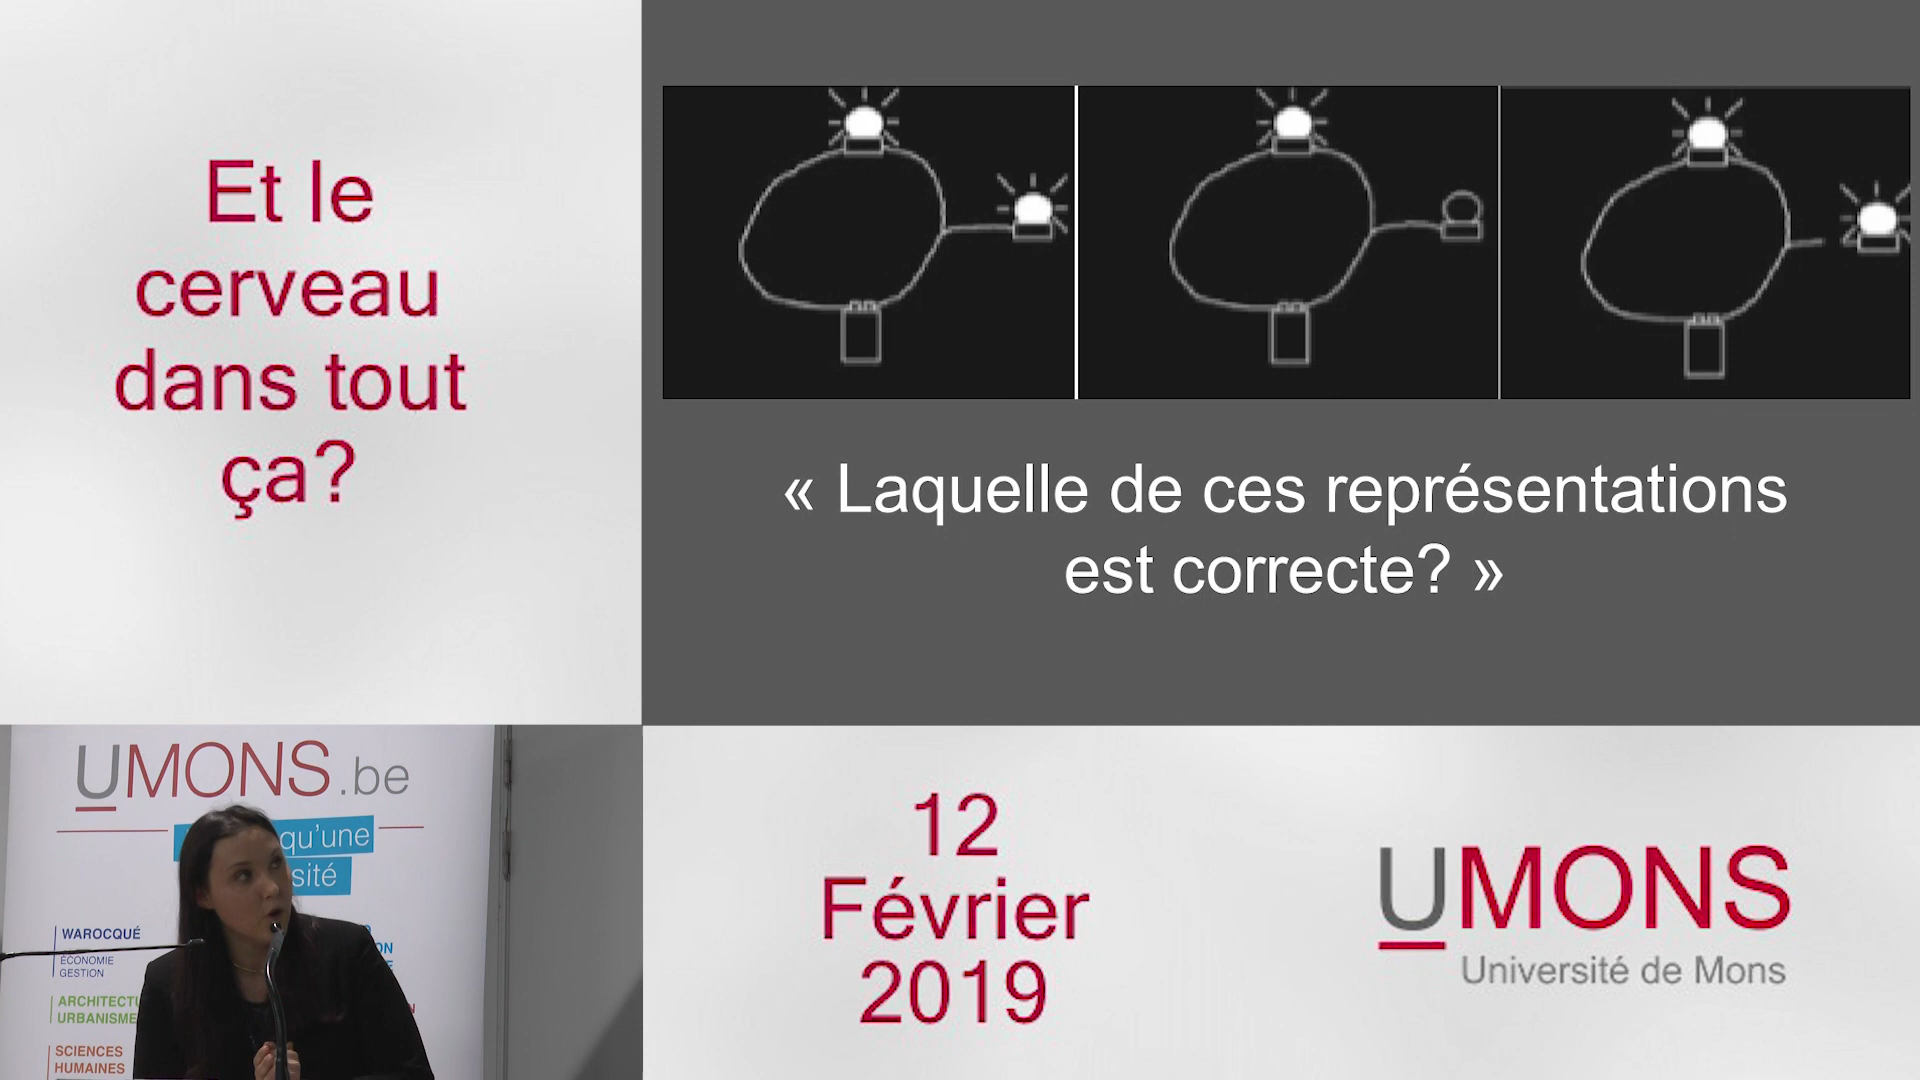 Et le
cerveau
dans tout
ça?
« Laquelle de ces représentations
est correcte? »
UMONS.be
qu'une
sité
WAROCQUÉ
ÉCONOMIE
GESTION
ARCHITECTU
URBANISME
SCIENCES
HUMAINES
ON
12
Février
2019
UMONS
Université de Mons